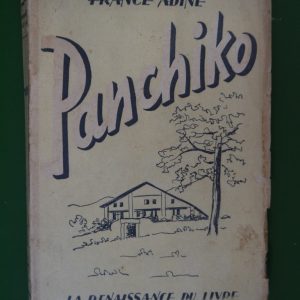 FRANCE ADINE
Panchiko
LA RENAISSANCE DU LIVRE